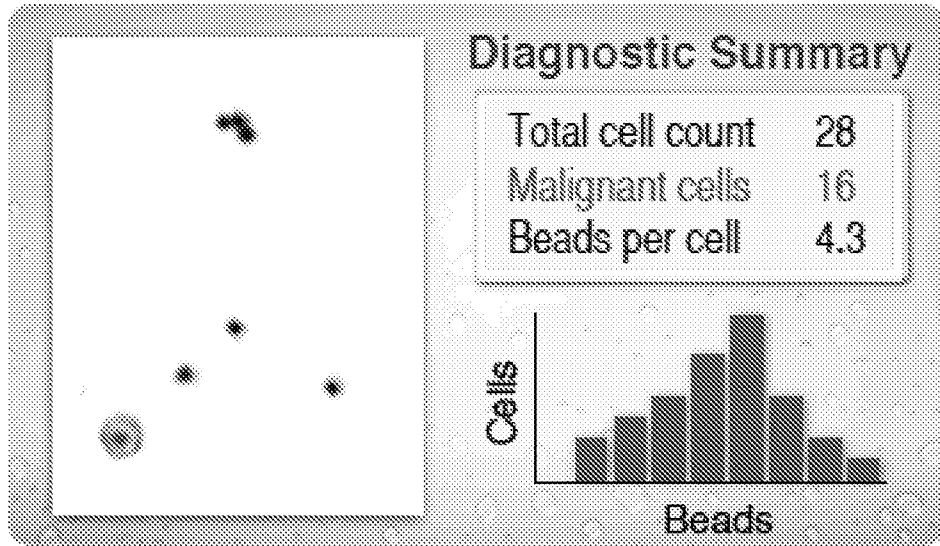 Diagnostic Summary
Total cell count 28
Malignant cells 16
Beads per cell 4.3
Cells
Beads